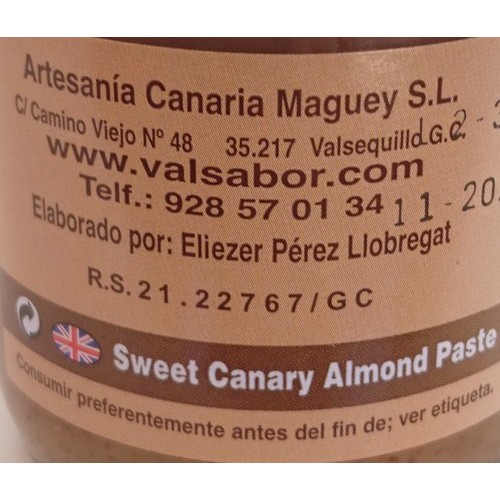 Artesanía Canaria Maguey S.L.
C/ Camino Viejo Nº 48 35.217 Valsequillo G.C.
www.valsabor.com
Telf.: 928 57 01 34
11-20
Elaborado por: Eliezer Pérez Llobregat
R.S. 21.22767/GC
Sweet Canary Almond Paste
Consumir preferentemente antes del fin de; ver etiqueta.